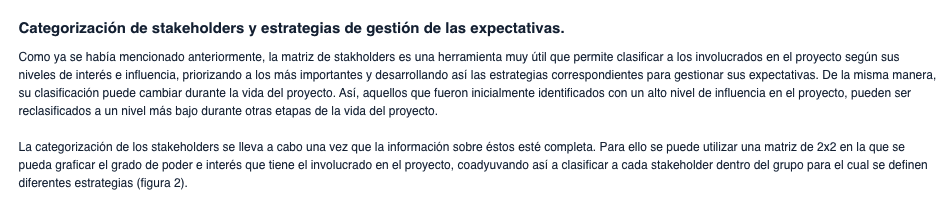 Categorización de stakeholders y estrategias de gestión de las expectativas.
Como ya se había mencionado anteriormente, la matriz de stakholders es una herramienta muy útil que permite clasificar a los involucrados en el proyecto según sus
niveles de interés e influencia, priorizando a los más importantes y desarrollando así las estrategias correspondientes para gestionar sus expectativas. De la misma manera,
su clasificación puede cambiar durante la vida del proyecto. Así, aquellos que fueron inicialmente identificados con un alto nivel de influencia en el proyecto, pueden ser
reclasificados a un nivel más bajo durante otras etapas de la vida del proyecto.
La categorización de los stakeholders se lleva a cabo una vez que la información sobre éstos esté completa. Para ello se puede utilizar una matriz de 2x2 en la que se
pueda graficar el grado de poder e interés que tiene el involucrado en el proyecto, coadyuvando así a clasificar a cada stakeholder dentro del grupo para el cual se definen
diferentes estrategias (figura 2).